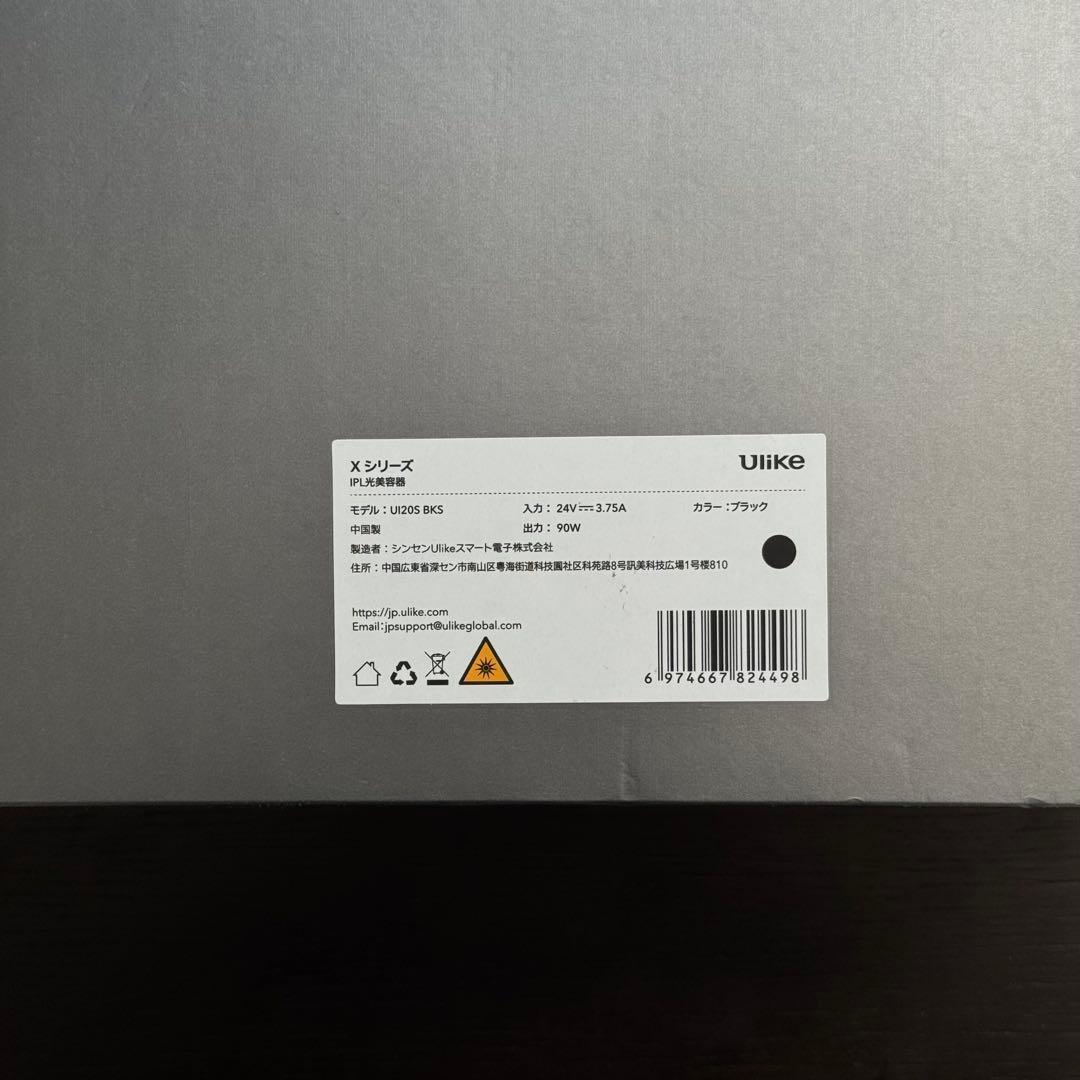 X シリーズ
Ulike
IPL光美容器
モデル：UI20S BKS 入力： 24V⎓3.75A カラー：ブラック
中国製 出力： 90W
製造者：シンセンUlikeスマート電子株式会社
住所：中国広東省深セン市南山区粤海街道科技園社区科苑路8号訊美科技広場1号楼810
https://jp.ulike.com
Email:jpsupport@ulikeglobal.com
6 974667 824498